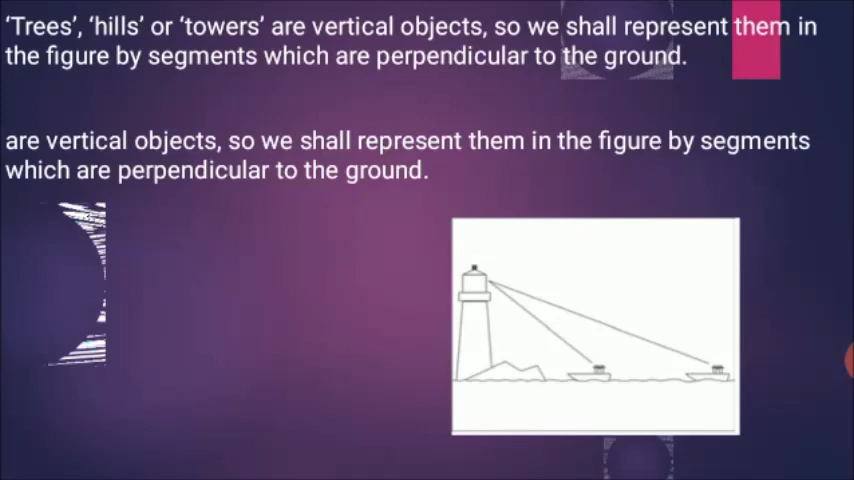 ‘Trees’, ‘hills’ or ‘towers’ are vertical objects, so we shall represent them in
the figure by segments which are perpendicular to the ground.
are vertical objects, so we shall represent them in the figure by segments
which are perpendicular to the ground.